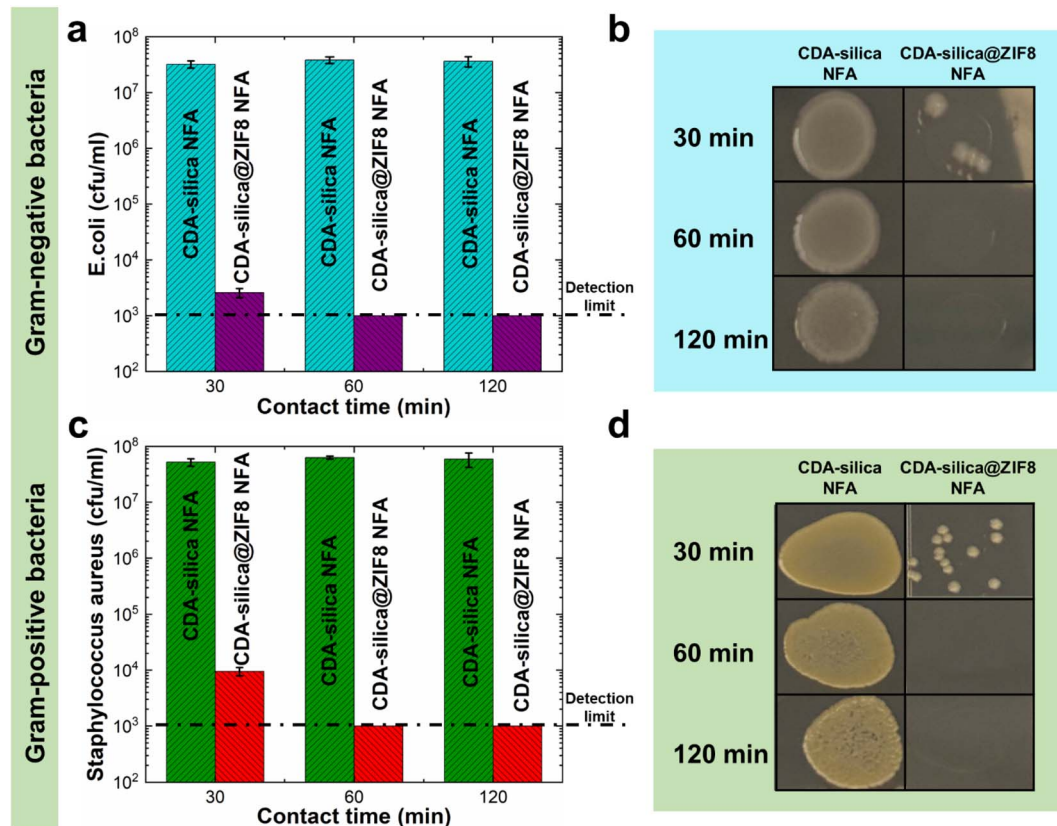 Gram-negative bacteria
a
E.coli (cfu/ml)
10^8
10^7
10^6
10^5
10^4
10^3
10^2
CDA-silica NFA
CDA-silica@ZIF8 NFA
CDA-silica NFA
CDA-silica@ZIF8 NFA
CDA-silica NFA
CDA-silica@ZIF8 NFA
Detection
limit
30
60
120
Contact time (min)
b
CDA-silica
NFA
CDA-silica@ZIF8
NFA
30 min
60 min
120 min
Gram-positive bacteria
c
Staphylococcus aureus (cfu/ml)
10^8
10^7
10^6
10^5
10^4
10^3
10^2
CDA-silica NFA
CDA-silica@ZIF8 NFA
CDA-silica NFA
CDA-silica@ZIF8 NFA
CDA-silica NFA
CDA-silica@ZIF8 NFA
Detection
limit
30
60
120
Contact time (min)
d
CDA-silica
NFA
CDA-silica@ZIF8
NFA
30 min
60 min
120 min